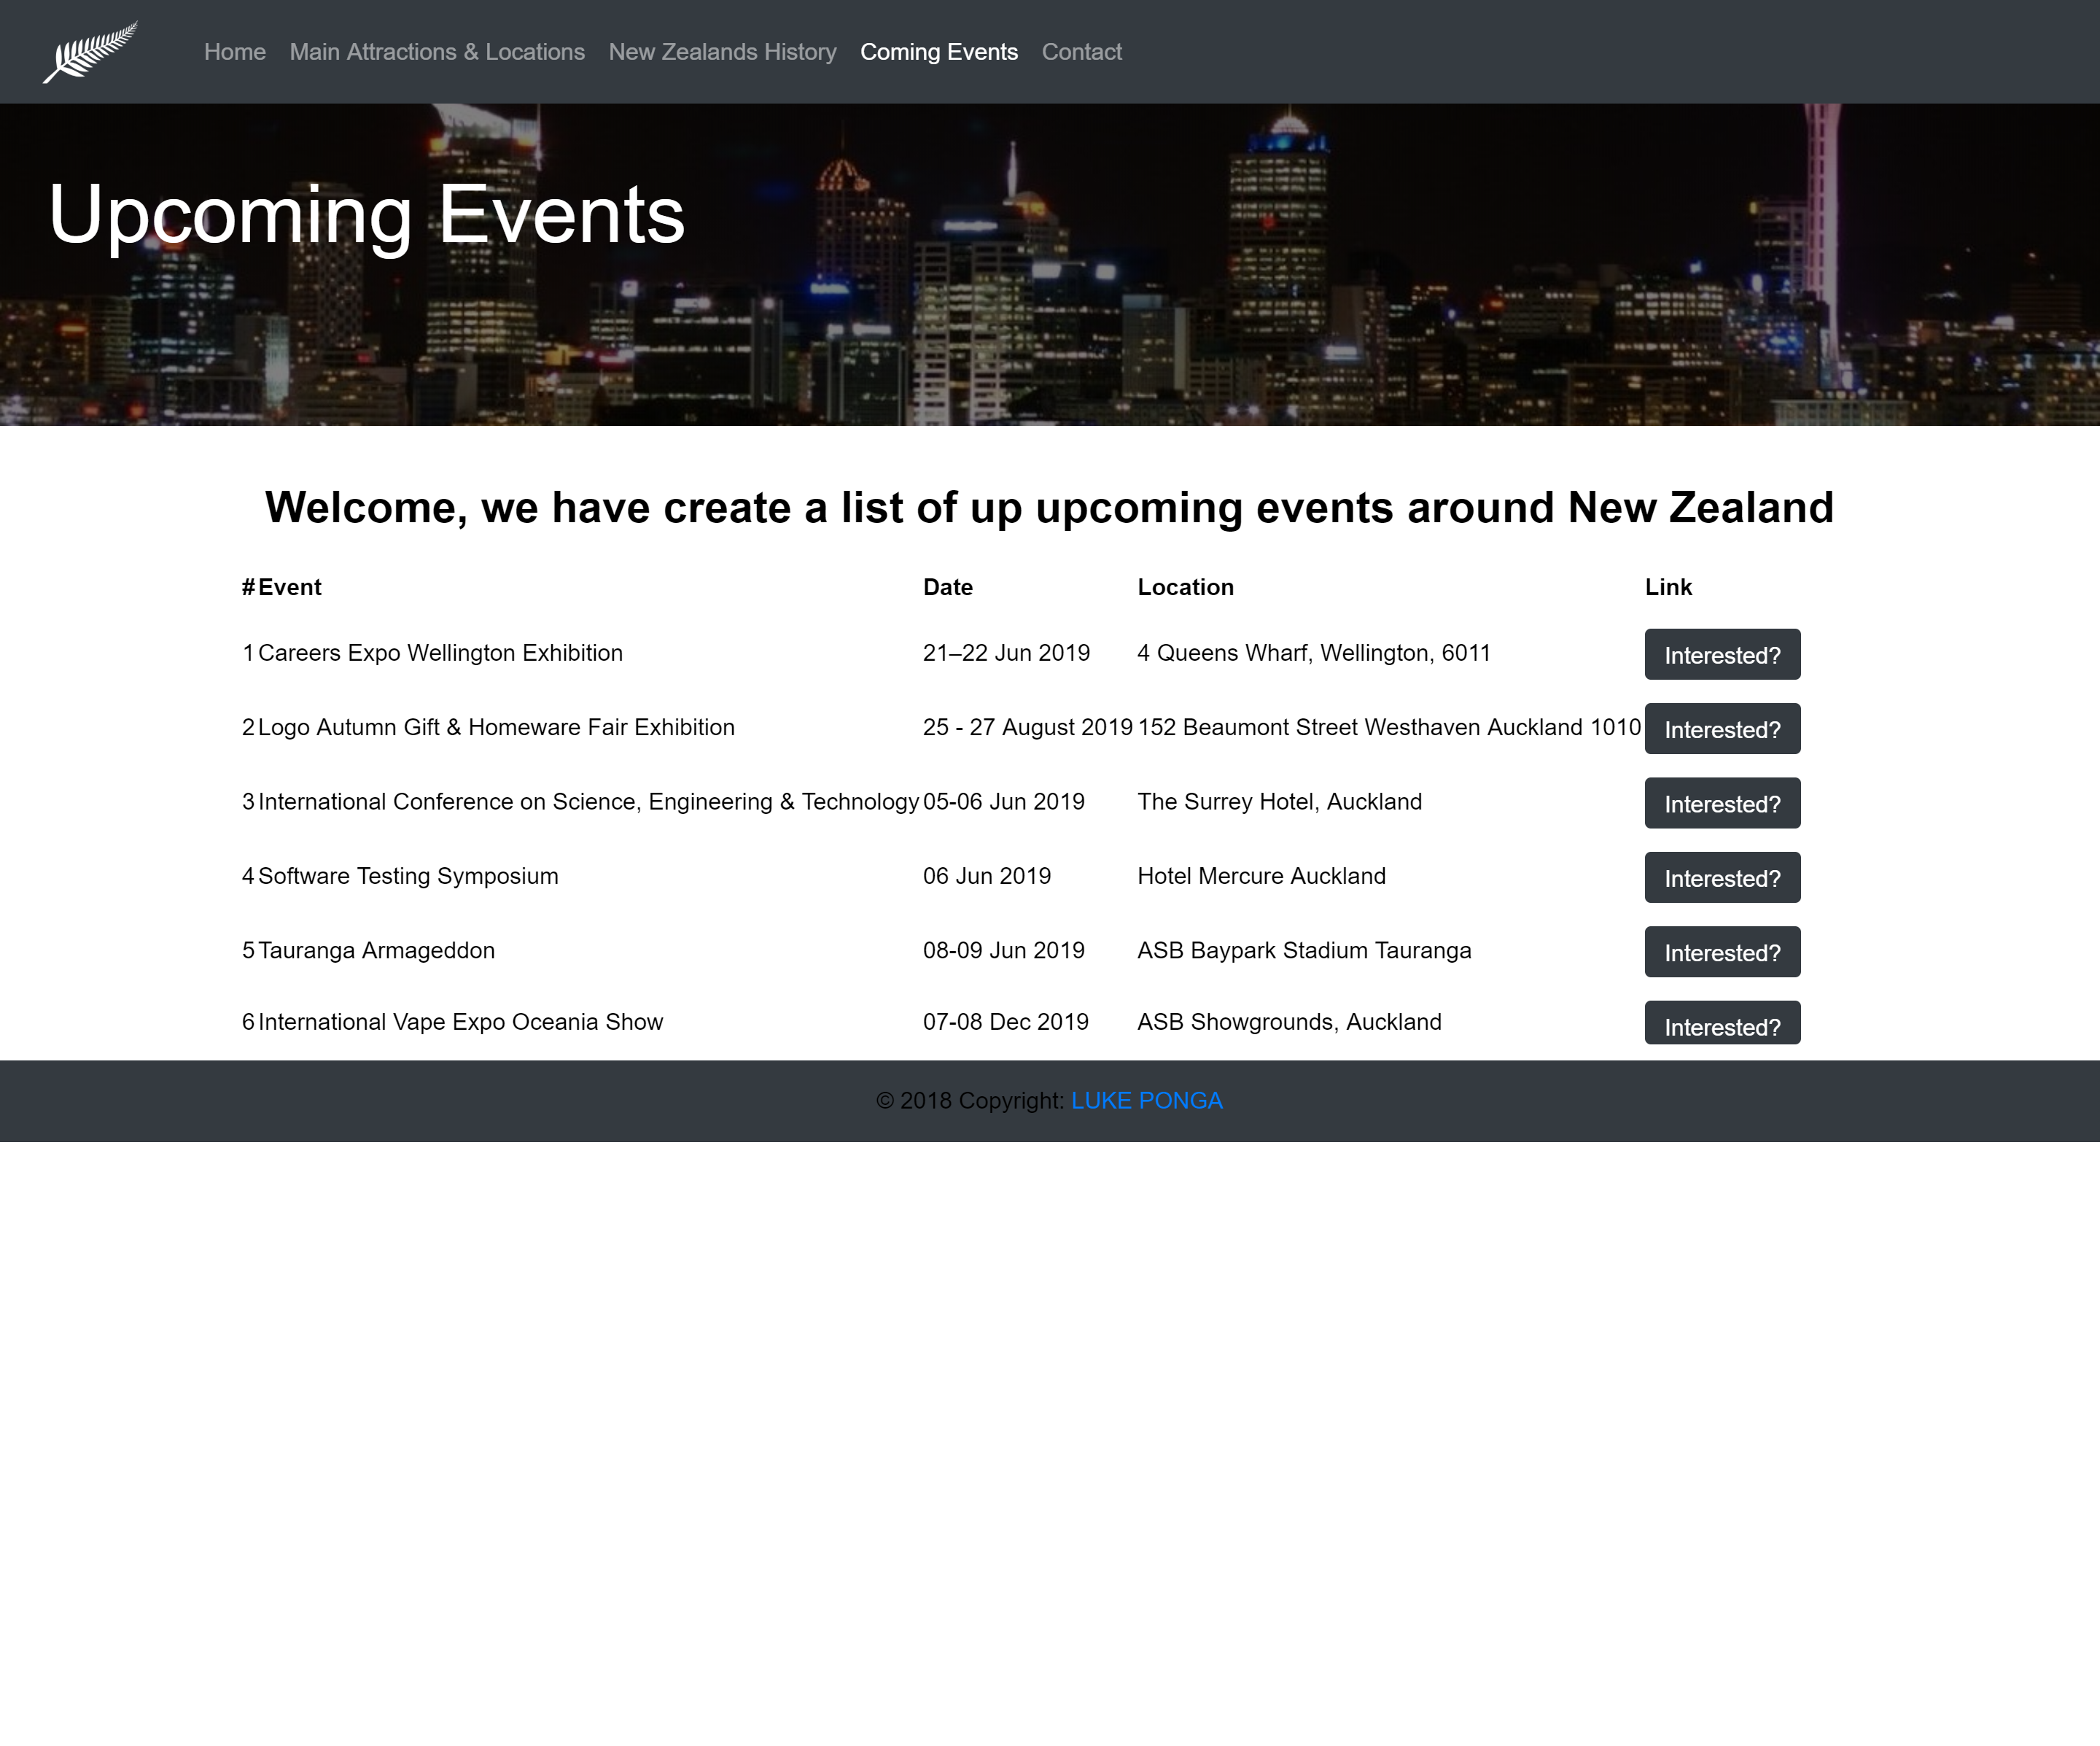 Home Main Attractions & Locations New Zealands History Coming Events Contact
Upcoming Events
Welcome, we have create a list of up upcoming events around New Zealand
# Event Date Location Link
1 Careers Expo Wellington Exhibition 21–22 Jun 2019 4 Queens Wharf, Wellington, 6011 Interested?
2 Logo Autumn Gift & Homeware Fair Exhibition 25 - 27 August 2019 152 Beaumont Street Westhaven Auckland 1010 Interested?
3 International Conference on Science, Engineering & Technology 05-06 Jun 2019 The Surrey Hotel, Auckland Interested?
4 Software Testing Symposium 06 Jun 2019 Hotel Mercure Auckland Interested?
5 Tauranga Armageddon 08-09 Jun 2019 ASB Baypark Stadium Tauranga Interested?
6 International Vape Expo Oceania Show 07-08 Dec 2019 ASB Showgrounds, Auckland Interested?
© 2018 Copyright: LUKE PONGA